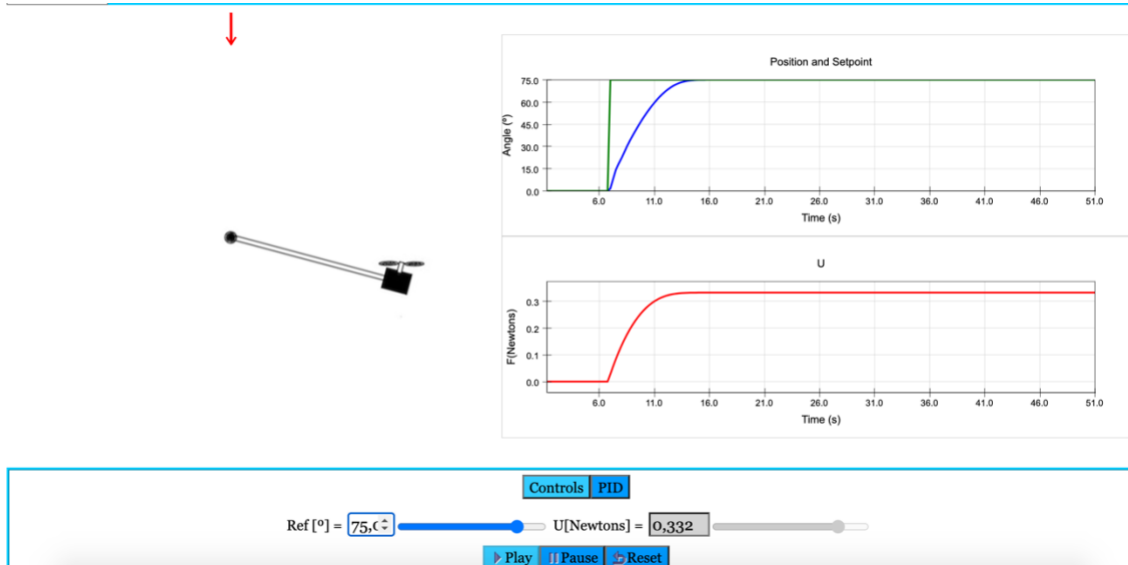 Position and Setpoint
75.0
60.0
45.0
30.0
15.0
0.0
Angle (º)
6.0 11.0 16.0 21.0 26.0 31.0 36.0 41.0 46.0 51.0
Time (s)
U
0.3
0.2
0.1
0.0
F(Newtons)
6.0 11.0 16.0 21.0 26.0 31.0 36.0 41.0 46.0 51.0
Time (s)
Controls PID
Ref [º] = 75,( U[Newtons] = 0,332
Play Pause Reset